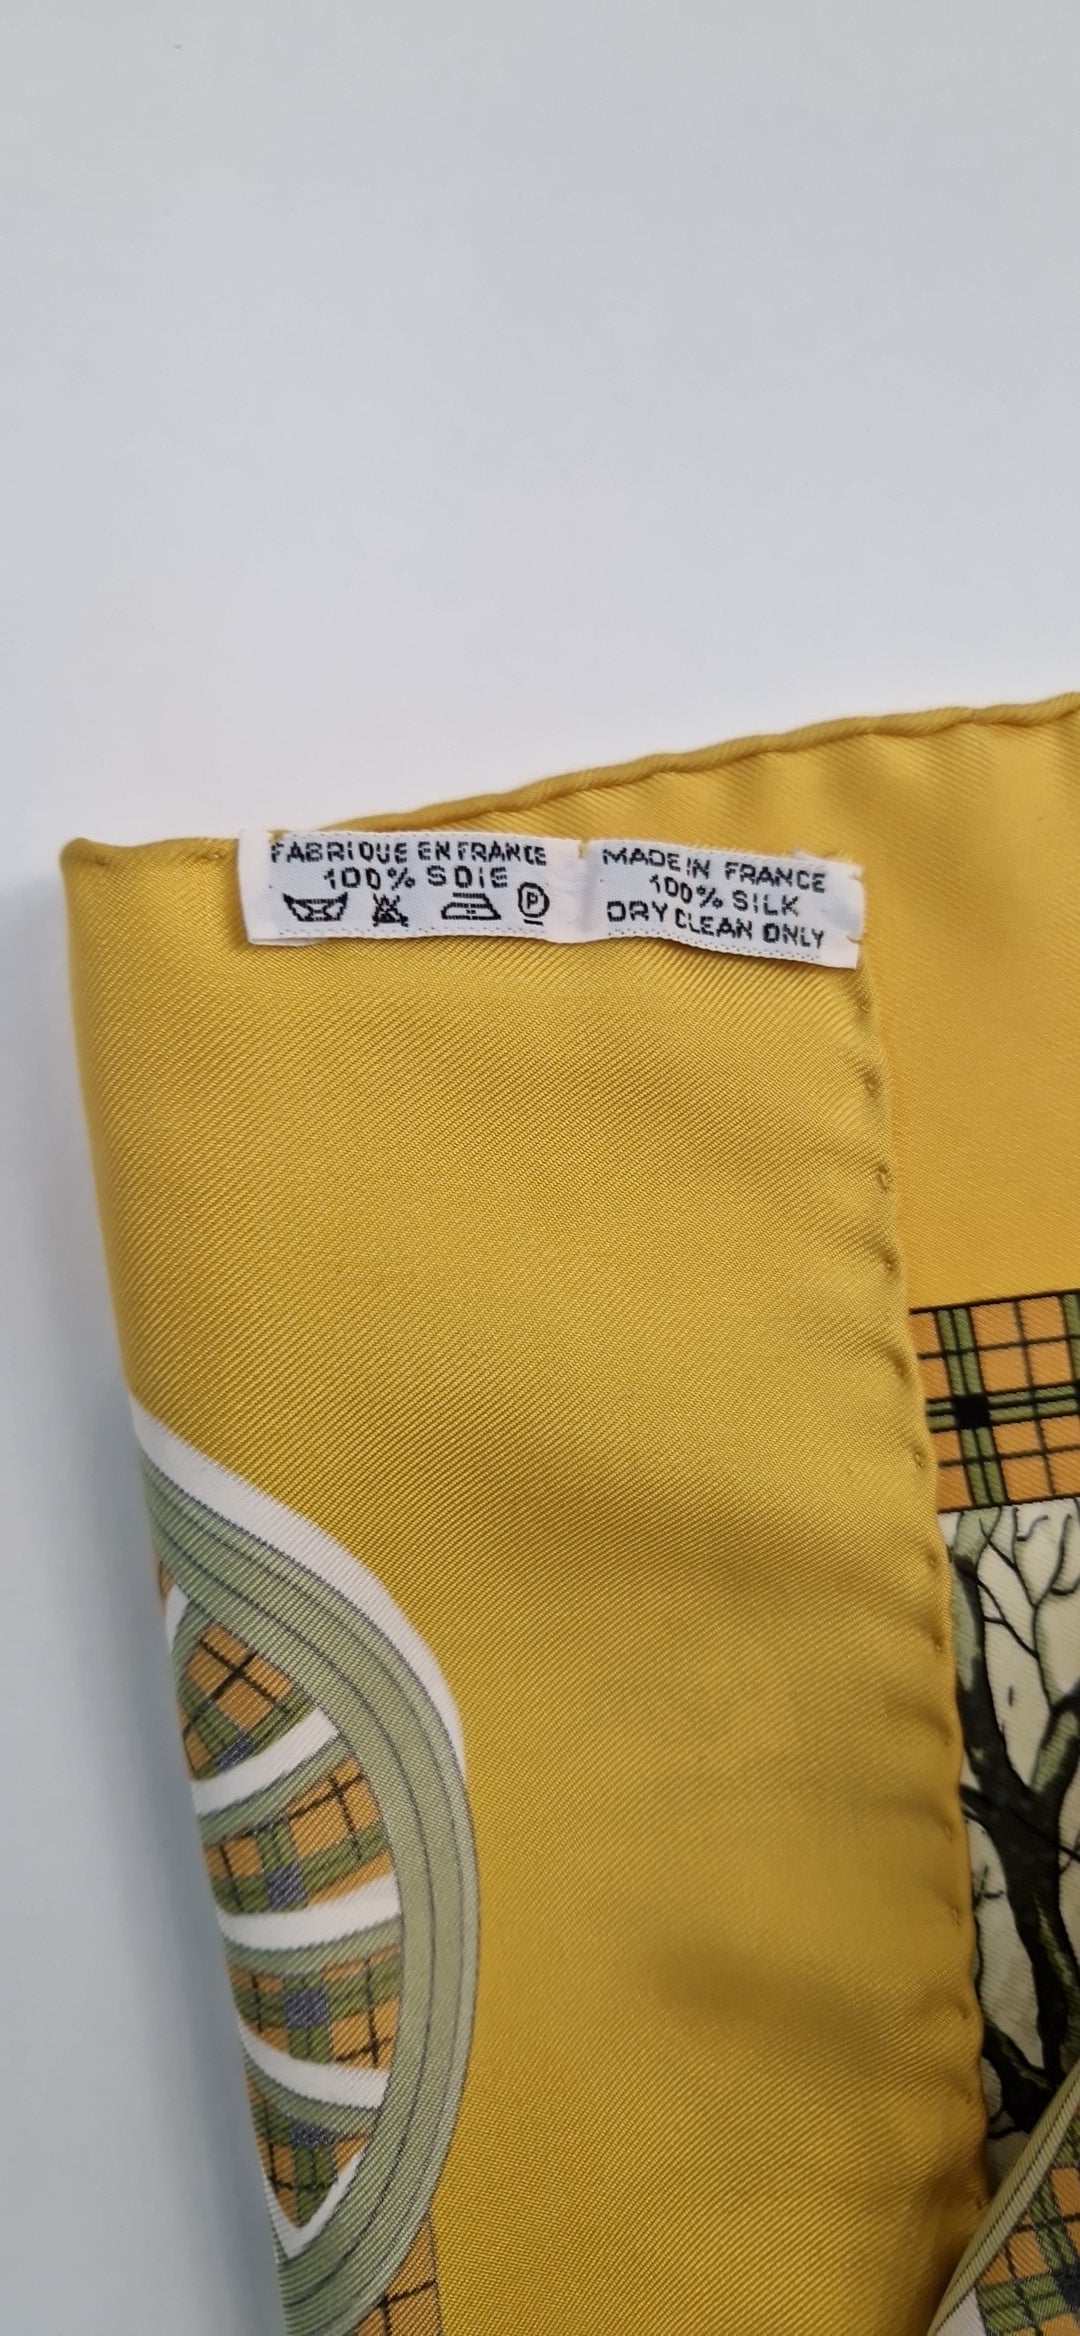 FABRIQUE EN FRANCE
100% SOIE
P
MADE IN FRANCE
100% SILK
DRY CLEAN ONLY